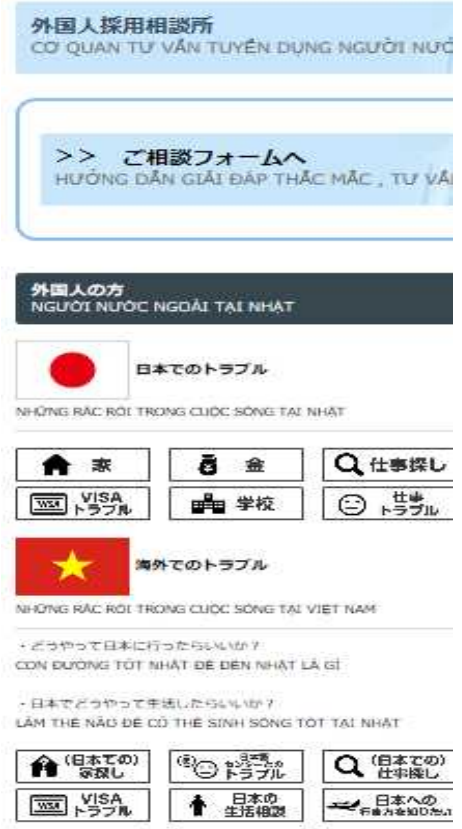 外国人採用相談所
CƠ QUAN TƯ VẤN TUYỂN DỤNG NGƯỜI
>> ご相談フォームへ
HƯỚNG DẪN GIẢI ĐÁP THẮC MẮC , TƯ
外国人の方
NGƯỜI NƯỚC NGOÀI TẠI NHẬT
日本でのトラブル
NHỮNG RẮC RỐI TRONG CUỘC SỐNG TẠI NHẬT
家
金
仕事探し
VISA
VISA
トラブル
学校
仕事
トラブル
海外でのトラブル
NHỮNG RẮC RỐI TRONG CUỘC SỐNG TẠI VIỆT NAM
・どうやって日本に行ったらいいか?
CON ĐƯỜNG TỐT NHẤT ĐỂ ĐẾN NHẬT LÀ GÌ
・日本でどうやって生活したらいいか?
LÀM THẾ NÀO ĐỂ CÓ THỂ SINH SỐNG TỐT TẠI NHẬT
(日本での)
家探し
トラブル
(日本での)
仕事探し
VISA
VISA
トラブル
日本の
生活相談
日本への